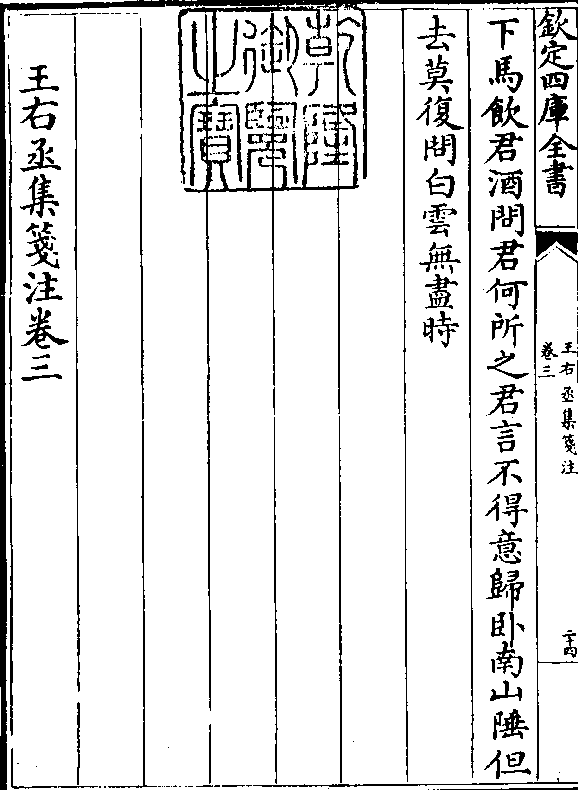 欽定四庫全書
王右丞集箋注
卷三
二十四
下馬飲君酒問君何所之君言不得意歸卧南山陲但
去莫復問白雲無盡時
乾隆御覽之寶
王右丞集箋注卷三